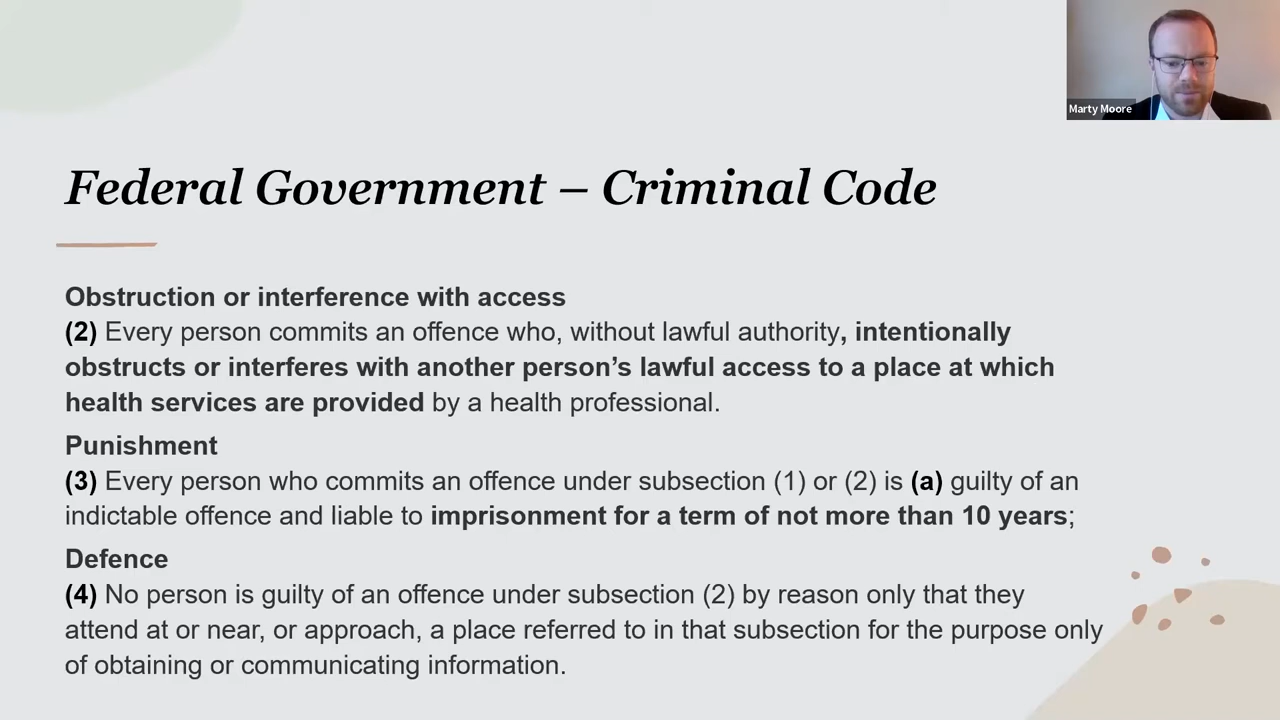 Marty Moore
Federal Government – Criminal Code
Obstruction or interference with access
(2) Every person commits an offence who, without lawful authority, intentionally
obstructs or interferes with another person’s lawful access to a place at which
health services are provided by a health professional.
Punishment
(3) Every person who commits an offence under subsection (1) or (2) is (a) guilty of an
indictable offence and liable to imprisonment for a term of not more than 10 years;
Defence
(4) No person is guilty of an offence under subsection (2) by reason only that they
attend at or near, or approach, a place referred to in that subsection for the purpose only
of obtaining or communicating information.